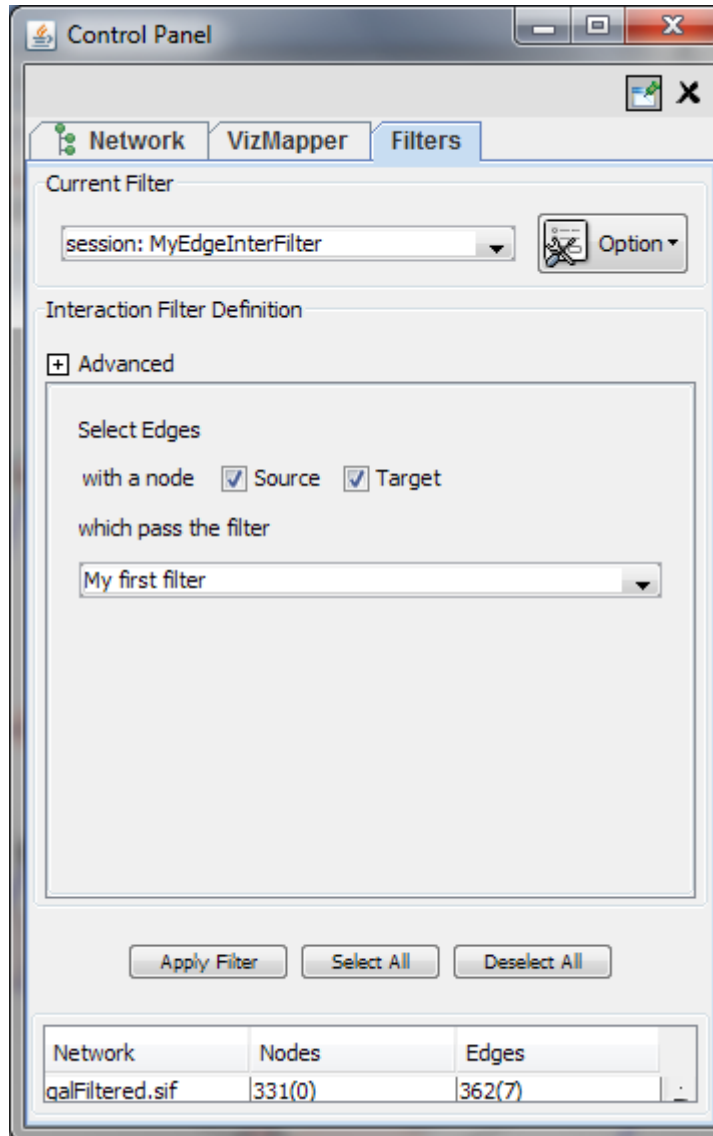 Control Panel
Network VizMapper Filters
Current Filter
session: MyEdgeInterFilter Option
Interaction Filter Definition
Advanced
Select Edges
with a node Source Target
which pass the filter
My first filter
Apply Filter Select All Deselect All
Network Nodes Edges
galFiltered.sif 331(0) 362(7)